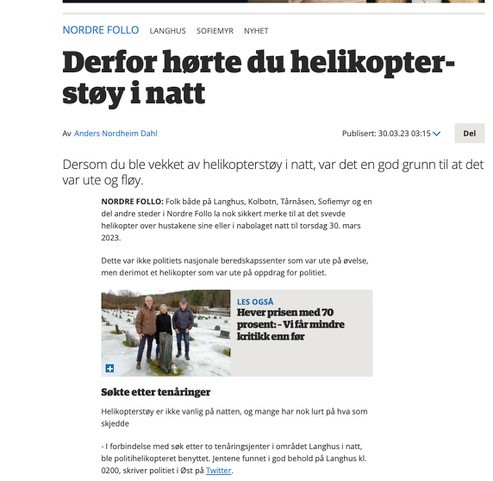 NORDRE FOLLO LANGHUS SOFIEMYR NYHET
Derfor hørte du helikopter-
støy i natt
Av Anders Nordheim Dahl Publisert: 30.03.23 03:15 Del
Dersom du ble vekket av helikopterstøy i natt, var det en god grunn til at det
var ute og fløy.
NORDRE FOLLO: Folk både på Langhus, Kolbotn, Tårnåsen, Sofiemyr og en
del andre steder i Nordre Follo la nok sikkert merke til at det svevde
helikopter over hustakene sine eller i nabolaget natt til torsdag 30. mars
2023.
Dette var ikke politiets nasjonale beredskapssenter som var ute på øvelse,
men derimot et helikopter som var ute på oppdrag for politiet.
LES OGSÅ
Hever prisen med 70
prosent: – Vi får mindre
kritikk enn før
Søkte etter tenåringer
Helikopterstøy er ikke vanlig på natten, og mange har nok lurt på hva som
skjedde
- I forbindelse med søk etter to tenåringsjenter i området Langhus i natt,
ble politihelikopteret benyttet. Jentene funnet i god behold på Langhus kl.
0200, skriver politiet i Øst på Twitter.